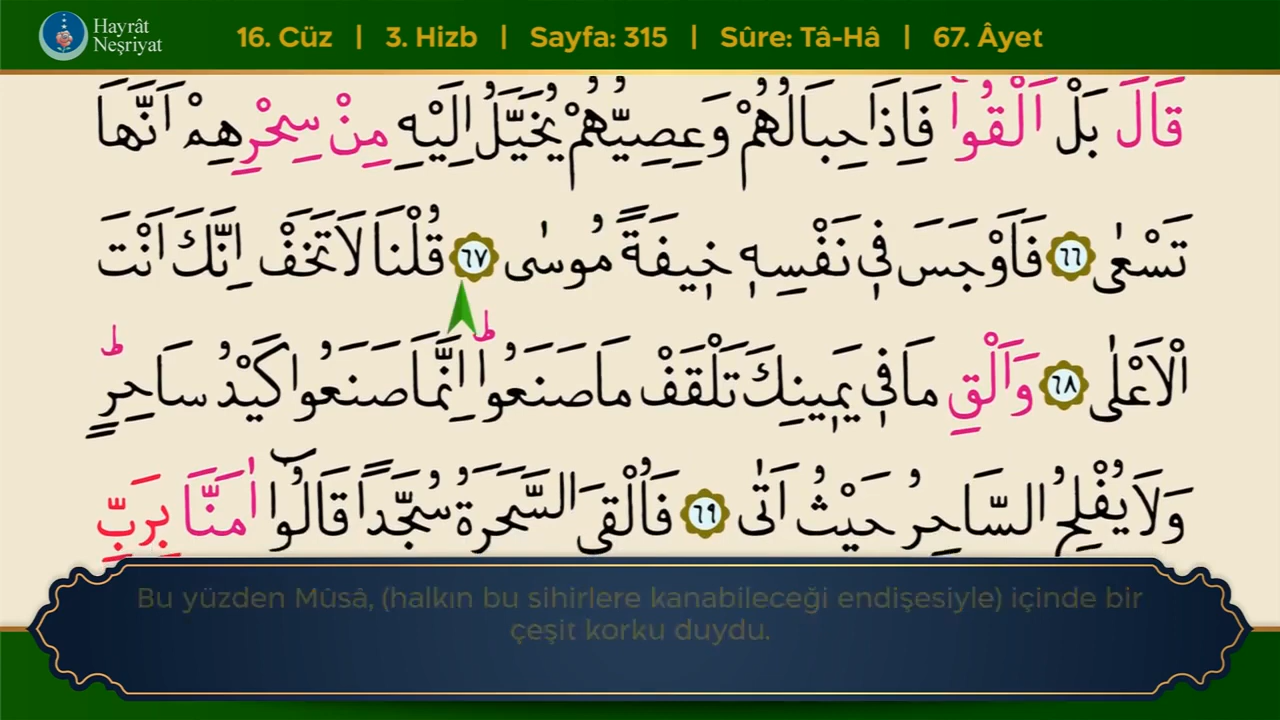 Hayrât
Neşriyat
16. Cüz | 3. Hizb | Sayfa: 315 | Sûre: Tâ-Hâ | 67. Âyet
قَالَ بَلْ اَلْقُواۚ فَاِذَا حِبَالُهُمْ وَعِصِيُّهُمْ يُخَيَّلُ اِلَيْهِ مِنْ سِحْرِهِمْ اَنَّهَا
تَسْعٰى ٦٦ فَاَوْجَسَ ف۪ي نَفْسِه۪ خ۪يفَةً مُوسٰى ٦٧ قُلْنَا لَا تَخَفْ اِنَّكَ اَنْتَ
الْاَعْلٰى ٦٨ وَاَلْقِ مَا ف۪ي يَم۪ينِكَ تَلْقَفْ مَا صَنَعُواۜ اِنَّمَا صَنَعُوا كَيْدُ سَاحِرٍۜ
وَلَا يُفْلِحُ السَّاحِرُ حَيْثُ اَتٰى ٦٩ فَاُلْقِيَ السَّحَرَةُ سُجَّدًا قَالُٓوا اٰمَنَّا بِرَبِّ
Bu yüzden Mûsâ, (halkın bu sihirlere kanabileceği endişesiyle) içinde bir
çeşit korku duydu.